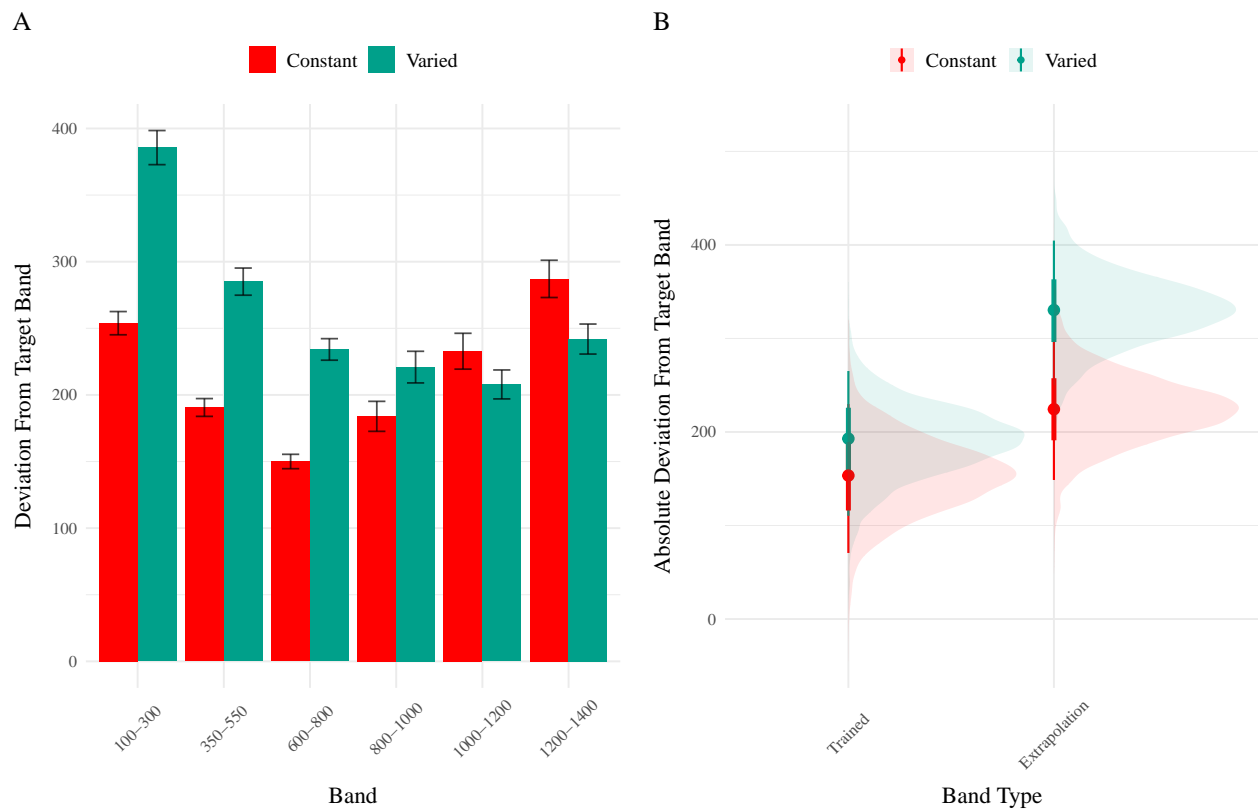 A
Constant Varied
Deviation From Target Band
400
300
200
100
0
100–300
350–550
600–800
800–1000
1000–1200
1200–1400
Band
B
Constant Varied
Absolute Deviation From Target Band
400
200
0
Trained
Extrapolation
Band Type